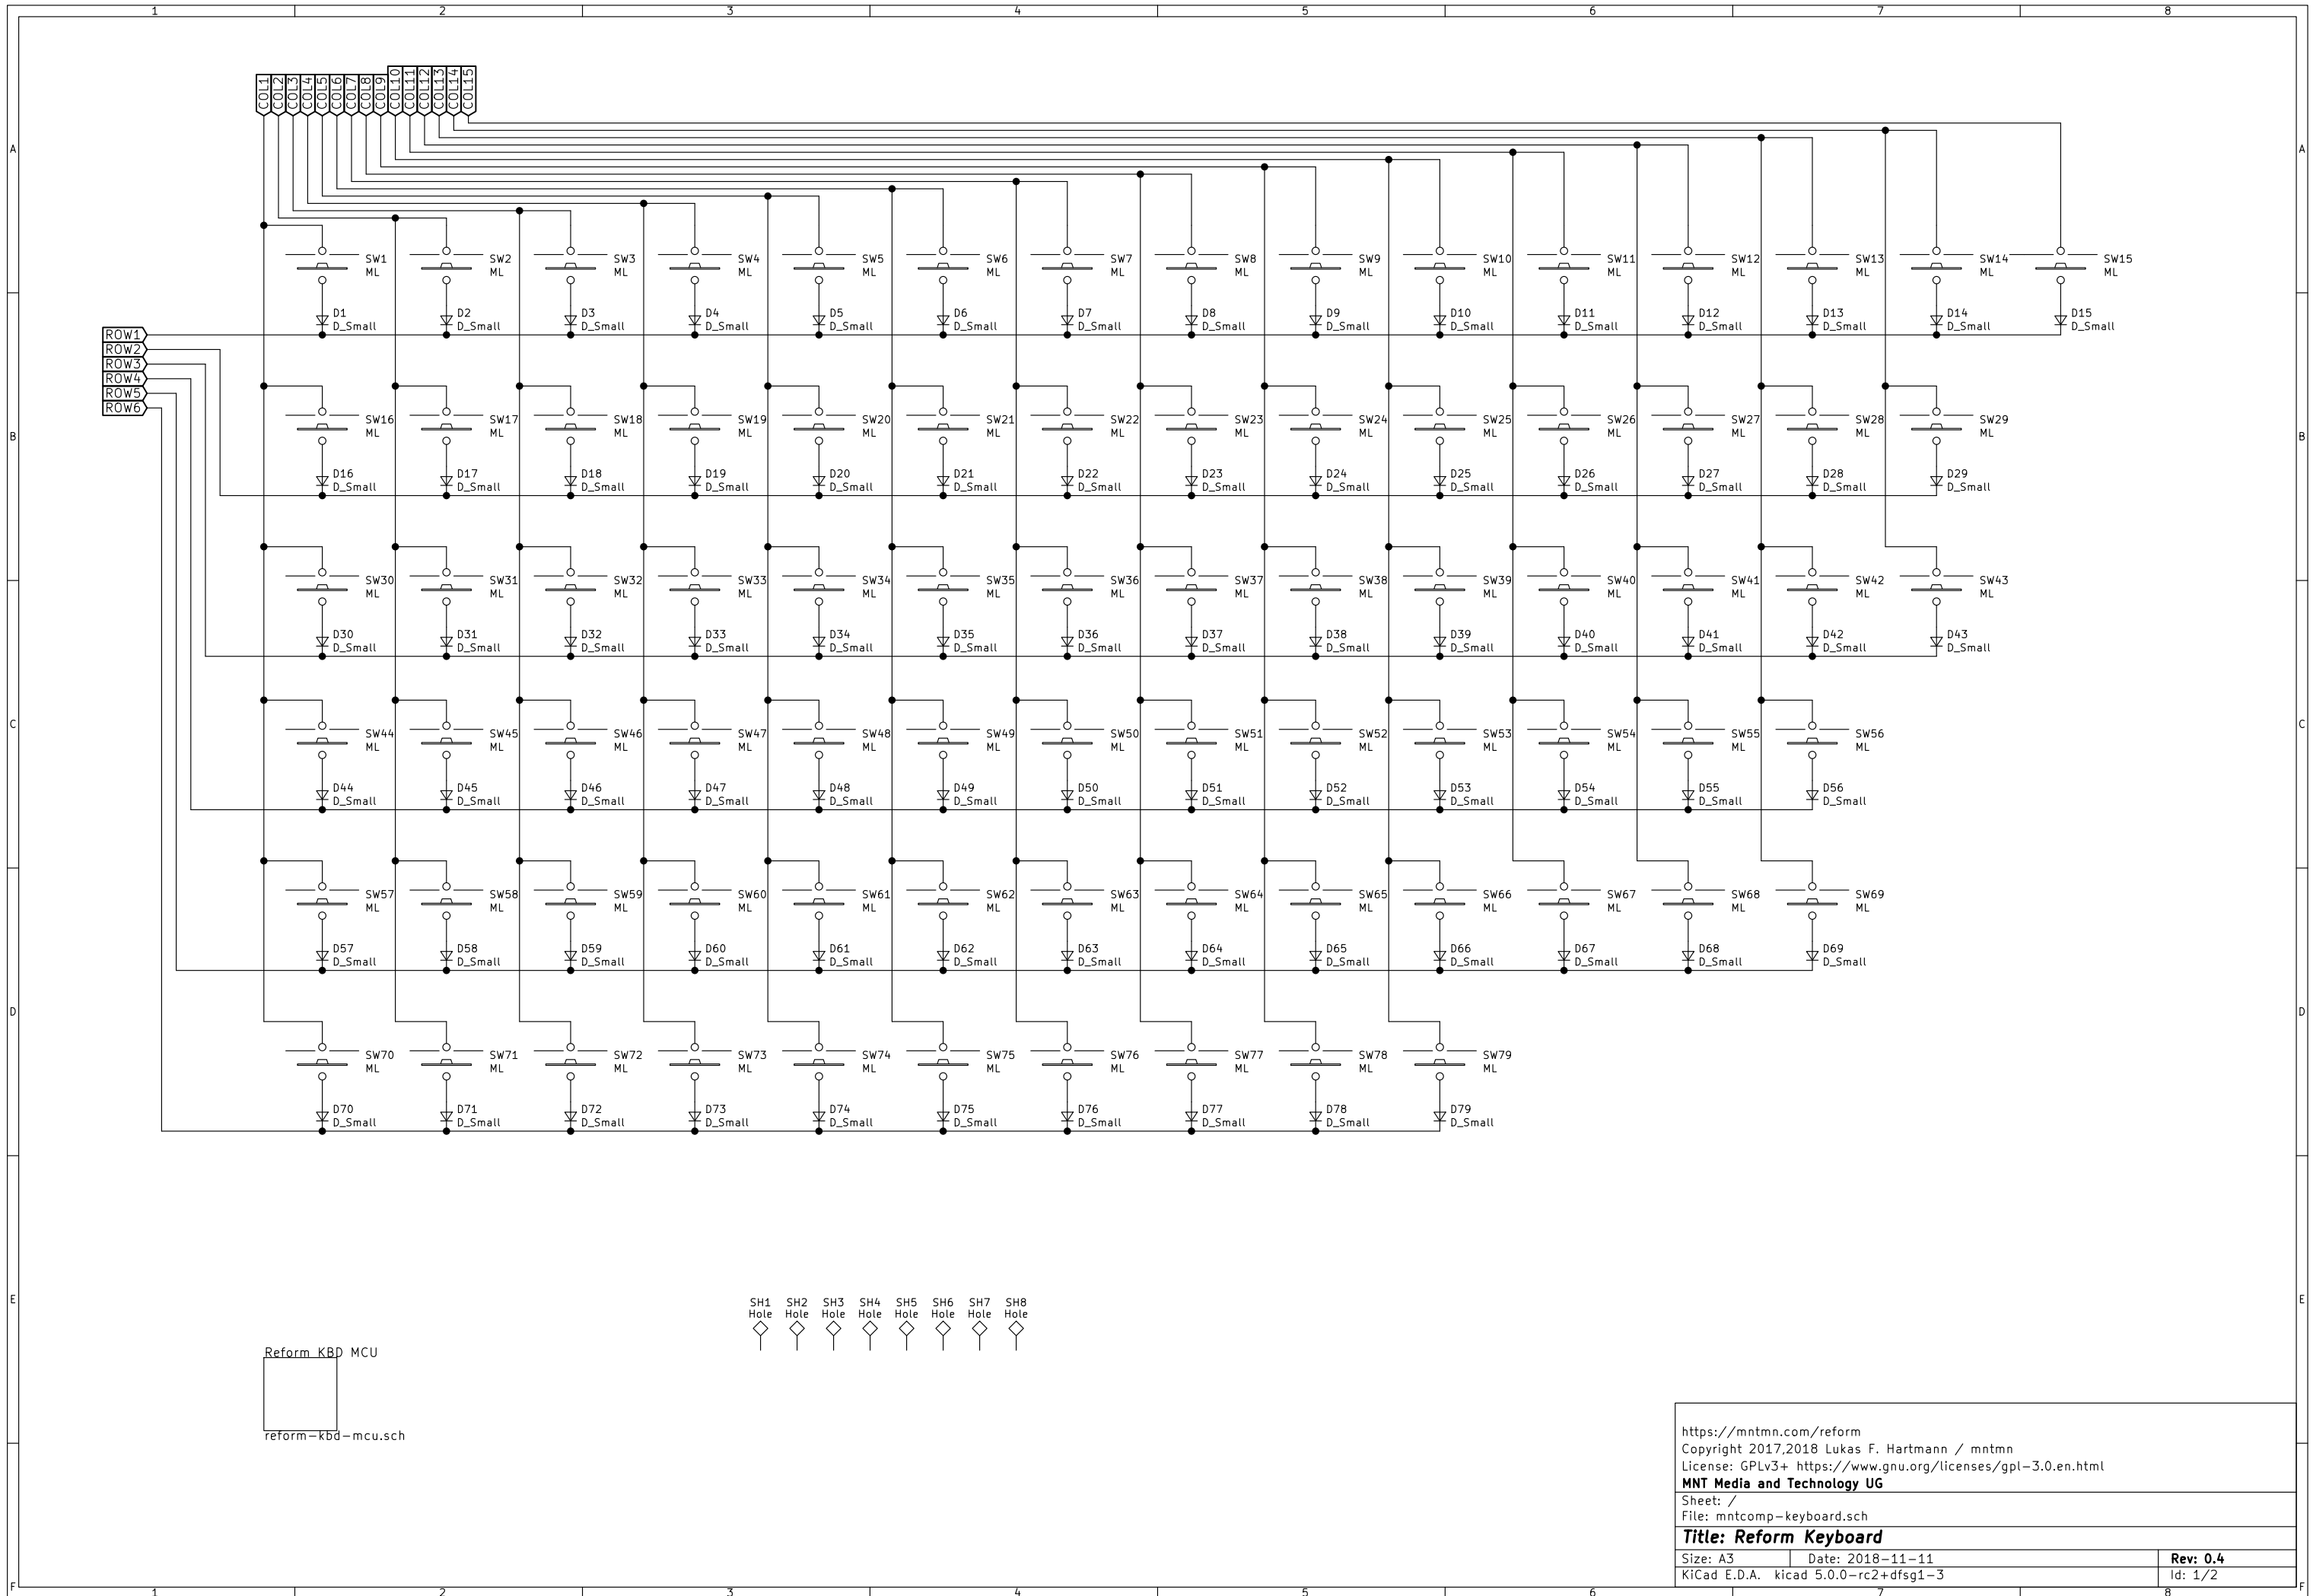 1 2 3 4 5 6 7 8
COL1 COL2 COL3 COL4 COL5 COL6 COL7 COL8 COL9 COL10 COL11 COL12 COL13 COL14 COL15
A A
SW1 SW2 SW3 SW4 SW5 SW6 SW7 SW8 SW9 SW10 SW11 SW12 SW13 SW14 SW15
ML ML ML ML ML ML ML ML ML ML ML ML ML ML ML
D1 D2 D3 D4 D5 D6 D7 D8 D9 D10 D11 D12 D13 D14 D15
D_Small D_Small D_Small D_Small D_Small D_Small D_Small D_Small D_Small D_Small D_Small D_Small D_Small D_Small D_Small
ROW1
ROW2
ROW3
ROW4
ROW5
ROW6
SW16 SW17 SW18 SW19 SW20 SW21 SW22 SW23 SW24 SW25 SW26 SW27 SW28 SW29
ML ML ML ML ML ML ML ML ML ML ML ML ML ML
B B
D16 D17 D18 D19 D20 D21 D22 D23 D24 D25 D26 D27 D28 D29
D_Small D_Small D_Small D_Small D_Small D_Small D_Small D_Small D_Small D_Small D_Small D_Small D_Small D_Small
SW30 SW31 SW32 SW33 SW34 SW35 SW36 SW37 SW38 SW39 SW40 SW41 SW42 SW43
ML ML ML ML ML ML ML ML ML ML ML ML ML ML
D30 D31 D32 D33 D34 D35 D36 D37 D38 D39 D40 D41 D42 D43
D_Small D_Small D_Small D_Small D_Small D_Small D_Small D_Small D_Small D_Small D_Small D_Small D_Small D_Small
C C
SW44 SW45 SW46 SW47 SW48 SW49 SW50 SW51 SW52 SW53 SW54 SW55 SW56
ML ML ML ML ML ML ML ML ML ML ML ML ML
D44 D45 D46 D47 D48 D49 D50 D51 D52 D53 D54 D55 D56
D_Small D_Small D_Small D_Small D_Small D_Small D_Small D_Small D_Small D_Small D_Small D_Small D_Small
SW57 SW58 SW59 SW60 SW61 SW62 SW63 SW64 SW65 SW66 SW67 SW68 SW69
ML ML ML ML ML ML ML ML ML ML ML ML ML
D57 D58 D59 D60 D61 D62 D63 D64 D65 D66 D67 D68 D69
D_Small D_Small D_Small D_Small D_Small D_Small D_Small D_Small D_Small D_Small D_Small D_Small D_Small
D D
SW70 SW71 SW72 SW73 SW74 SW75 SW76 SW77 SW78 SW79
ML ML ML ML ML ML ML ML ML ML
D70 D71 D72 D73 D74 D75 D76 D77 D78 D79
D_Small D_Small D_Small D_Small D_Small D_Small D_Small D_Small D_Small D_Small
E E
SH1 SH2 SH3 SH4 SH5 SH6 SH7 SH8
Hole Hole Hole Hole Hole Hole Hole Hole
Reform KBD MCU
reform-kbd-mcu.sch
https://mntmn.com/reform
Copyright 2017,2018 Lukas F. Hartmann / mntmn
License: GPLv3+ https://www.gnu.org/licenses/gpl-3.0.en.html
MNT Media and Technology UG
Sheet: /
File: mntcomp-keyboard.sch
Title: Reform Keyboard
Size: A3 Date: 2018-11-11 Rev: 0.4
KiCad E.D.A. kicad 5.0.0-rc2+dfsg1-3 Id: 1/2
F F
1 2 3 4 5 6 7 8